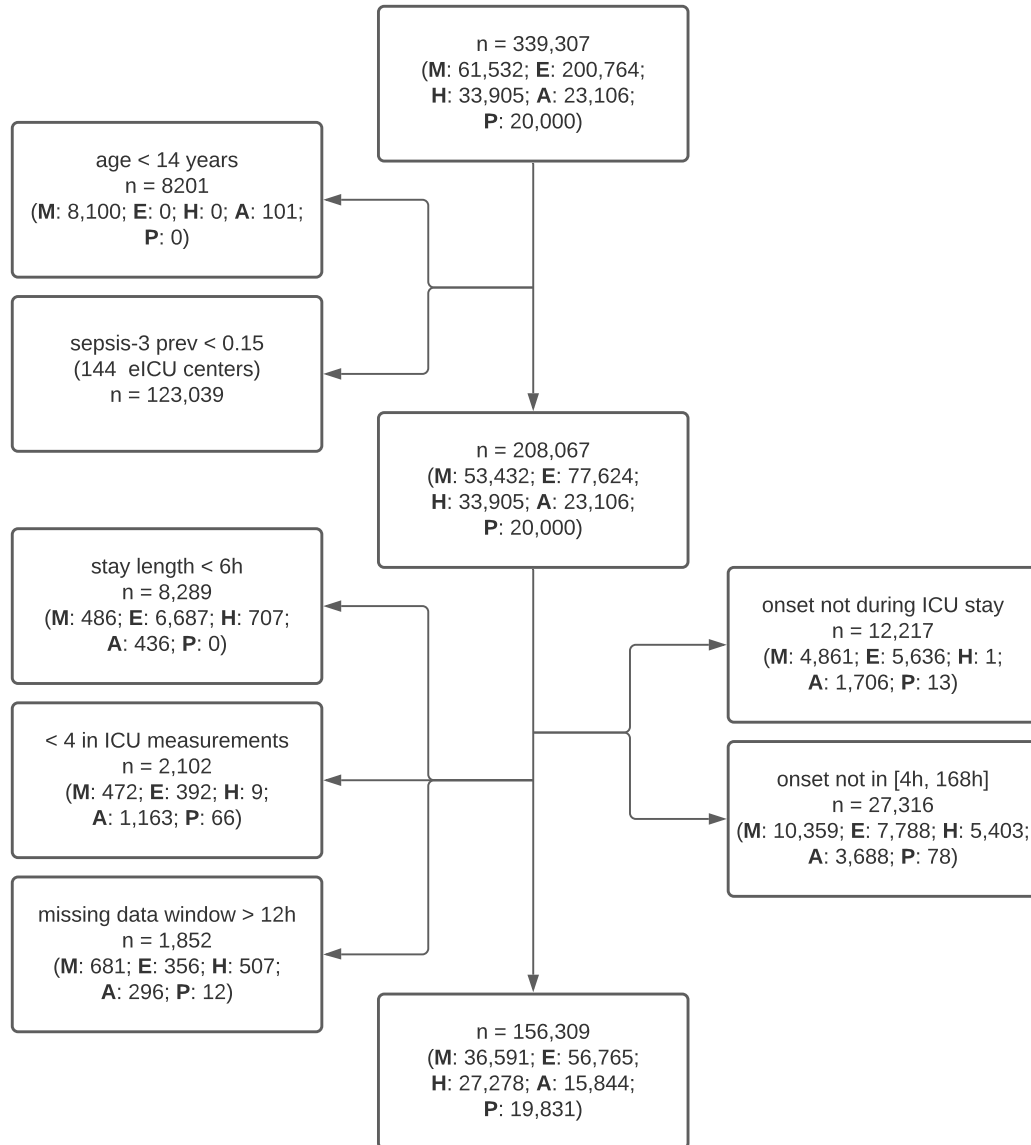 n = 339,307
(M: 61,532; E: 200,764;
H: 33,905; A: 23,106;
P: 20,000)
age < 14 years
n = 8201
(M: 8,100; E: 0; H: 0; A: 101;
P: 0)
sepsis-3 prev < 0.15
(144 eICU centers)
n = 123,039
n = 208,067
(M: 53,432; E: 77,624;
H: 33,905; A: 23,106;
P: 20,000)
stay length < 6h
n = 8,289
(M: 486; E: 6,687; H: 707;
A: 436; P: 0)
onset not during ICU stay
n = 12,217
(M: 4,861; E: 5,636; H: 1;
A: 1,706; P: 13)
< 4 in ICU measurements
n = 2,102
(M: 472; E: 392; H: 9;
A: 1,163; P: 66)
onset not in [4h, 168h]
n = 27,316
(M: 10,359; E: 7,788; H: 5,403;
A: 3,688; P: 78)
missing data window > 12h
n = 1,852
(M: 681; E: 356; H: 507;
A: 296; P: 12)
n = 156,309
(M: 36,591; E: 56,765;
H: 27,278; A: 15,844;
P: 19,831)